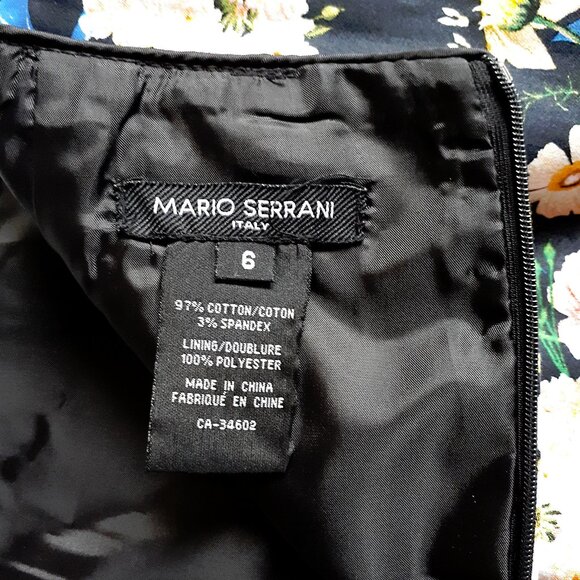 MARIO SERRANI
ITALY
6
97% COTTON/COTON
3% SPANDEX
LINING/DOUBLURE
100% POLYESTER
MADE IN CHINA
FABRIQUÉ EN CHINE
CA-34602